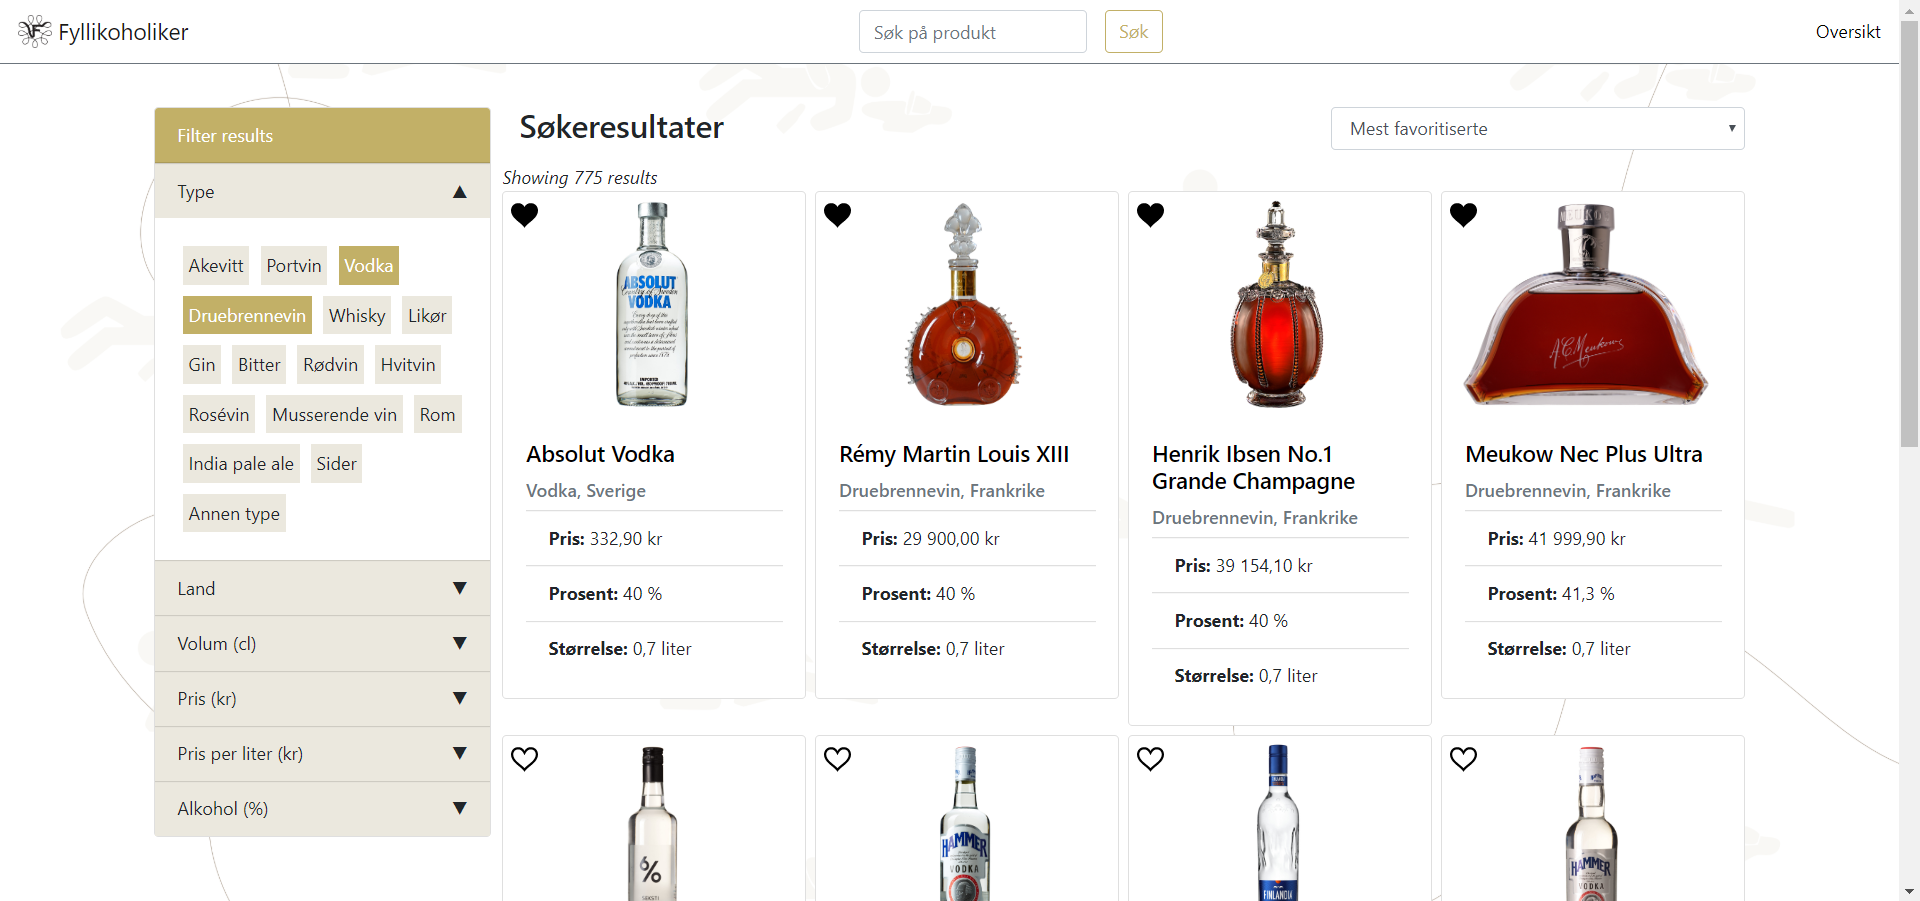 Fyllikoholiker
Søk på produkt
Søk
Oversikt
Filter results
Type
Akevitt
Portvin
Vodka
Druebrennevin
Whisky
Likør
Gin
Bitter
Rødvin
Hvitvin
Rosévin
Musserende vin
Rom
India pale ale
Sider
Annen type
Land
Volum (cl)
Pris (kr)
Pris per liter (kr)
Alkohol (%)
Søkeresultater
Mest favoritiserte
Showing 775 results
ABSOLUT
Country of Sweden
VODKA
Absolut Vodka
Vodka, Sverige
Pris: 332,90 kr
Prosent: 40 %
Størrelse: 0,7 liter
Rémy Martin Louis XIII
Druebrennevin, Frankrike
Pris: 29 900,00 kr
Prosent: 40 %
Størrelse: 0,7 liter
Henrik Ibsen No.1
Grande Champagne
Druebrennevin, Frankrike
Pris: 39 154,10 kr
Prosent: 40 %
Størrelse: 0,7 liter
MEUKOW
A.C. Meukow
Meukow Nec Plus Ultra
Druebrennevin, Frankrike
Pris: 41 999,90 kr
Prosent: 41,3 %
Størrelse: 0,7 liter
%
HAMMER
VODKA
FINLANDIA
HAMMER
VODKA